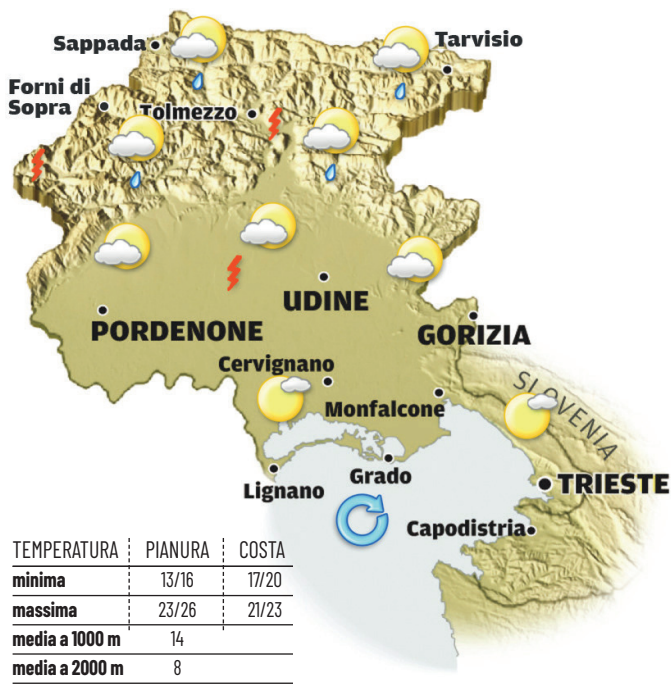 Sappada
Tarvisio
Forni di
Sopra
Tolmezzo
UDINE
PORDENONE
GORIZIA
Cervignano
SLOVENIA
Monfalcone
Grado
Lignano
TRIESTE
Capodistria
TEMPERATURA PIANURA COSTA
minima 13/16 17/20
massima 23/26 21/23
media a 1000 m 14
media a 2000 m 8